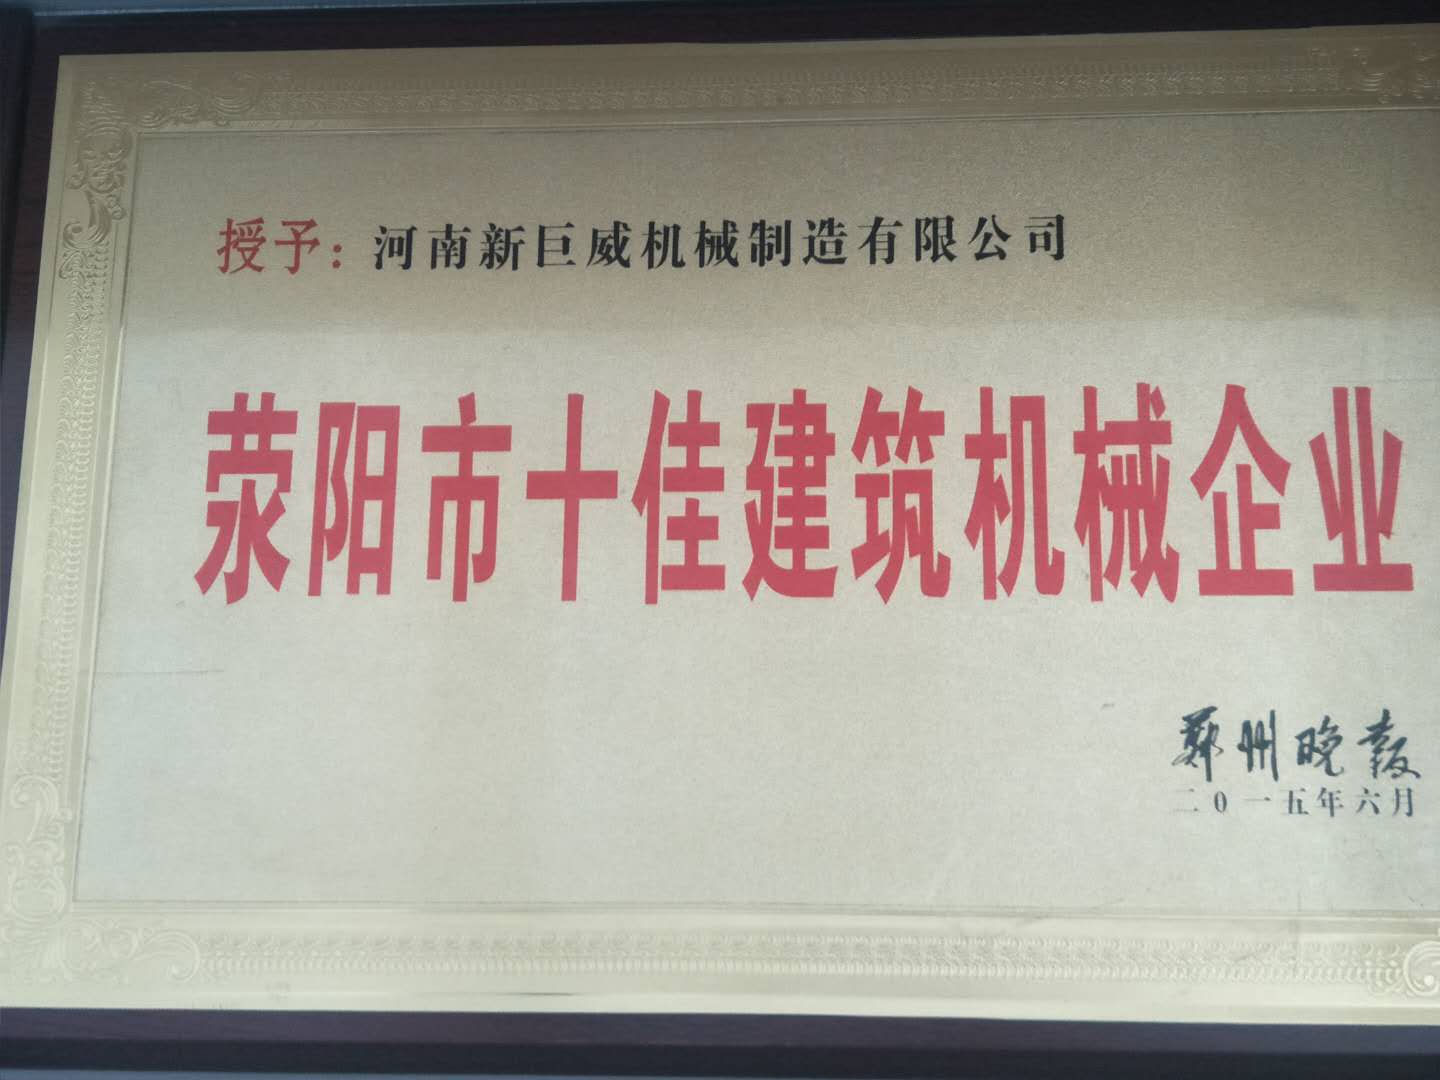 授予：河南新巨威机械制造有限公司
荥阳市十佳建筑机械企业
郑州晚报
二0一五年六月